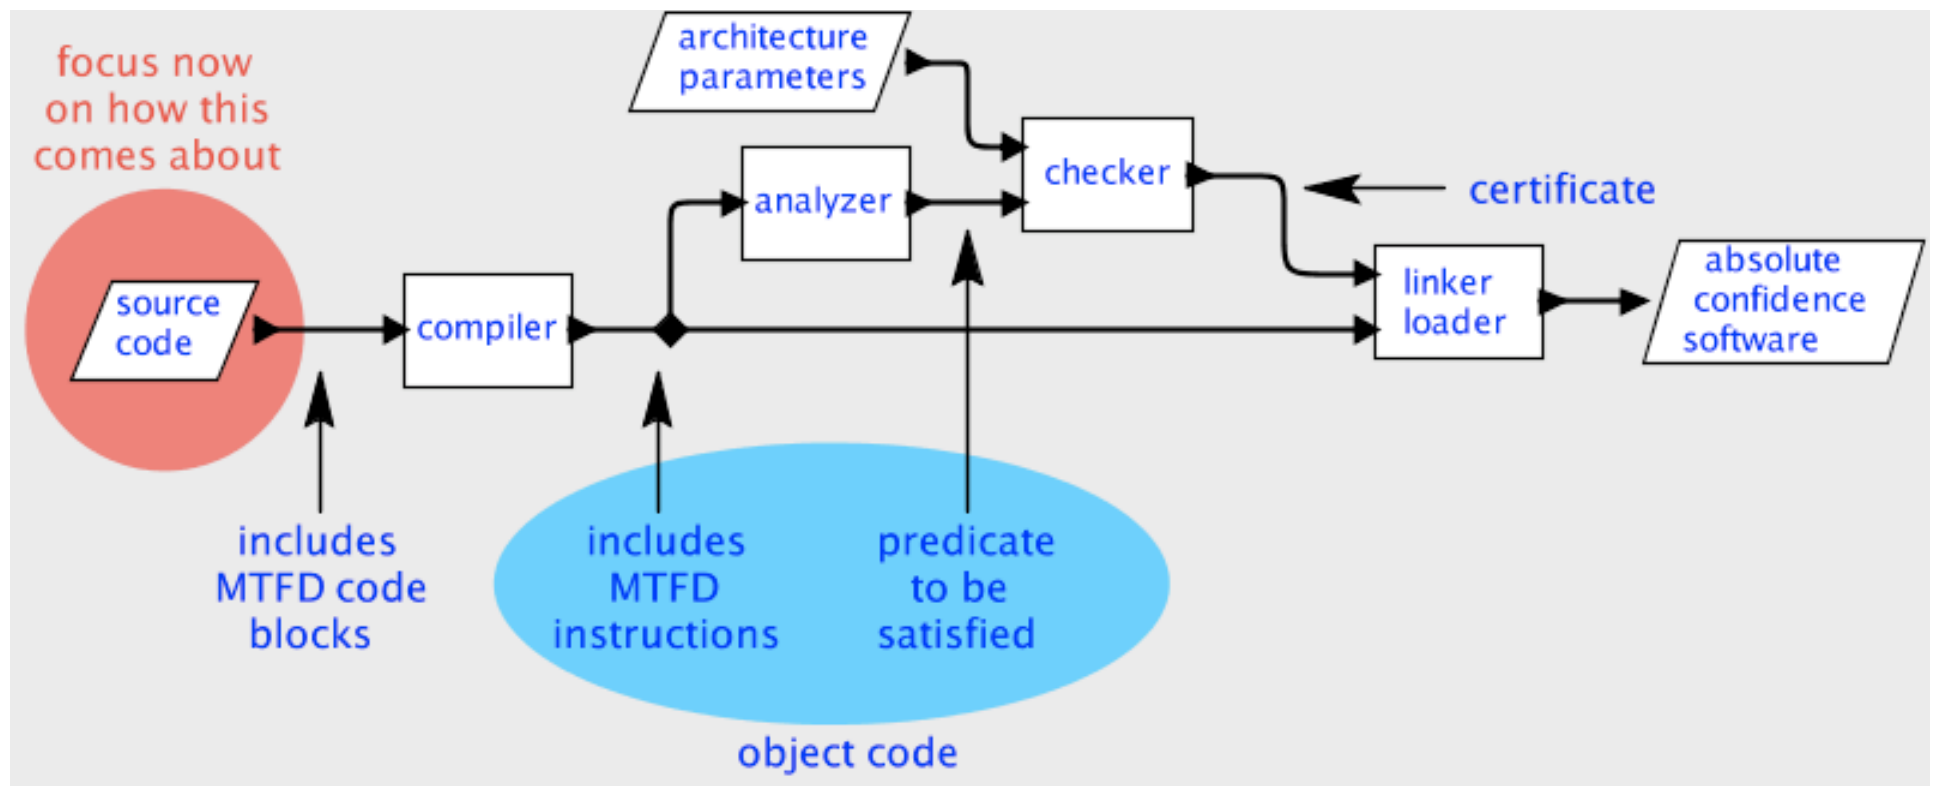 focus now
on how this
comes about
architecture
parameters
checker
certificate
analyzer
source
code
compiler
linker
loader
absolute
confidence
software
includes
MTFD code
blocks
includes
MTFD
instructions
predicate
to be
satisfied
object code